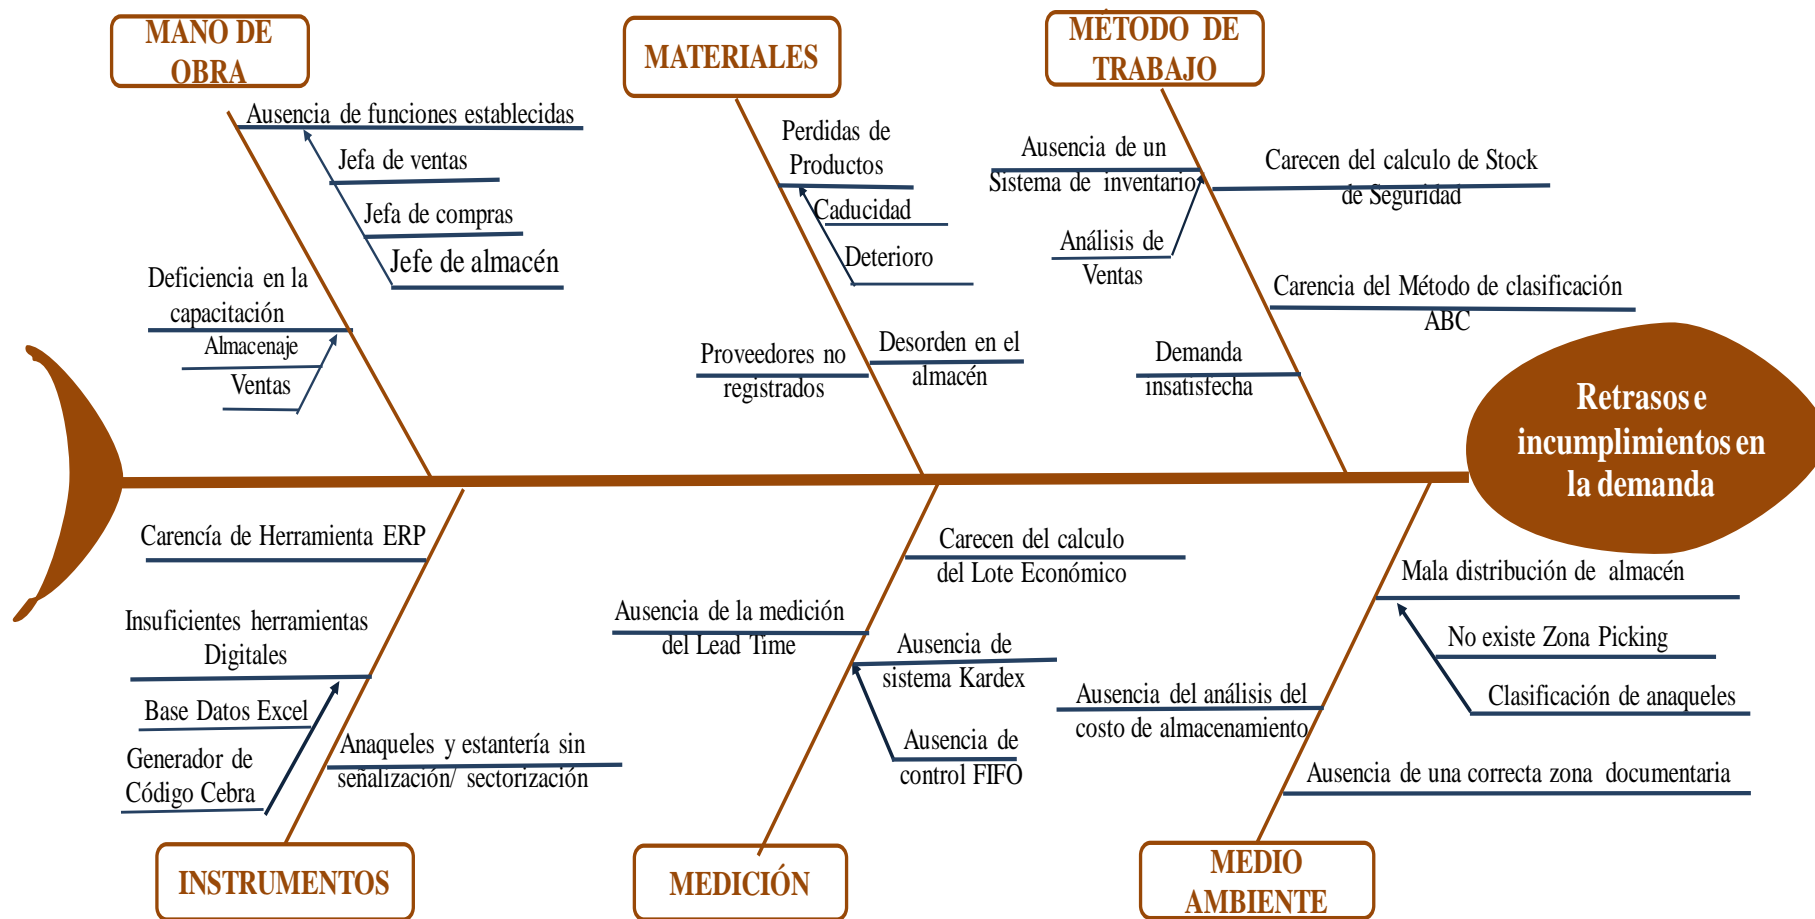 MANO DE
OBRA
MATERIALES
MÉTODO DE
TRABAJO
Ausencia de funciones establecidas
Jefa de ventas
Jefa de compras
Jefe de almacén
Deficiencia en la
capacitación
Almacenaje
Ventas
Perdidas de
Productos
Caducidad
Deterioro
Proveedores no
registrados
Desorden en el
almacén
Ausencia de un
Sistema de inventario
Análisis de
Ventas
Carecen del calculo de Stock
de Seguridad
Carencia del Método de clasificación
ABC
Demanda
insatisfecha
Retrasos e
incumplimientos en
la demanda
Carencía de Herramienta ERP
Insuficientes herramientas
Digitales
Base Datos Excel
Generador de
Código Cebra
Anaqueles y estantería sin
señalización/ sectorización
Carecen del calculo
del Lote Económico
Ausencia de la medición
del Lead Time
Ausencia de
sistema Kardex
Ausencia de
control FIFO
Mala distribución de almacén
No existe Zona Picking
Clasificación de anaqueles
Ausencia del análisis del
costo de almacenamiento
Ausencia de una correcta zona documentaria
INSTRUMENTOS
MEDICIÓN
MEDIO
AMBIENTE